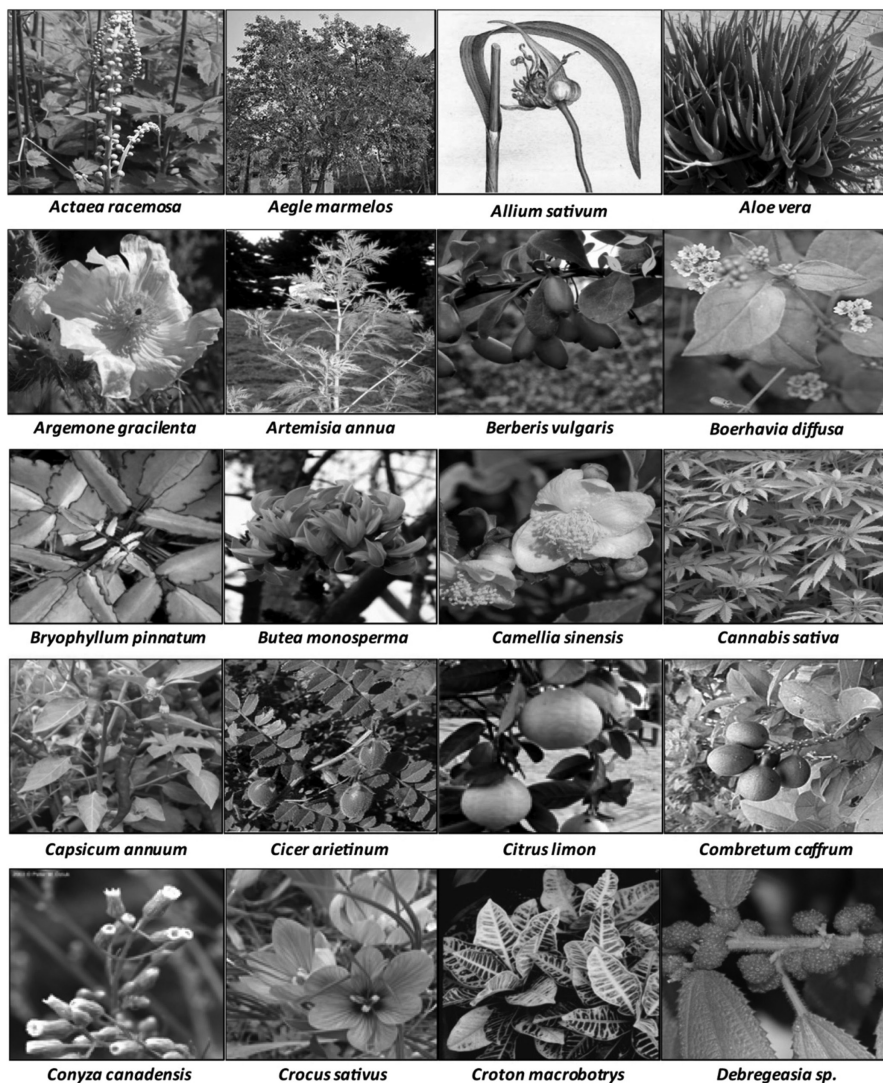 Actaea racemosa
Aegle marmelos
Allium sativum
Aloe vera
Argemone gracilenta
Artemisia annua
Berberis vulgaris
Boerhavia diffusa
Bryophyllum pinnatum
Butea monosperma
Camellia sinensis
Cannabis sativa
Capsicum annuum
Cicer arietinum
Citrus limon
Combretum caffrum
Conyza canadensis
Crocus sativus
Croton macrobotrys
Debregeasia sp.